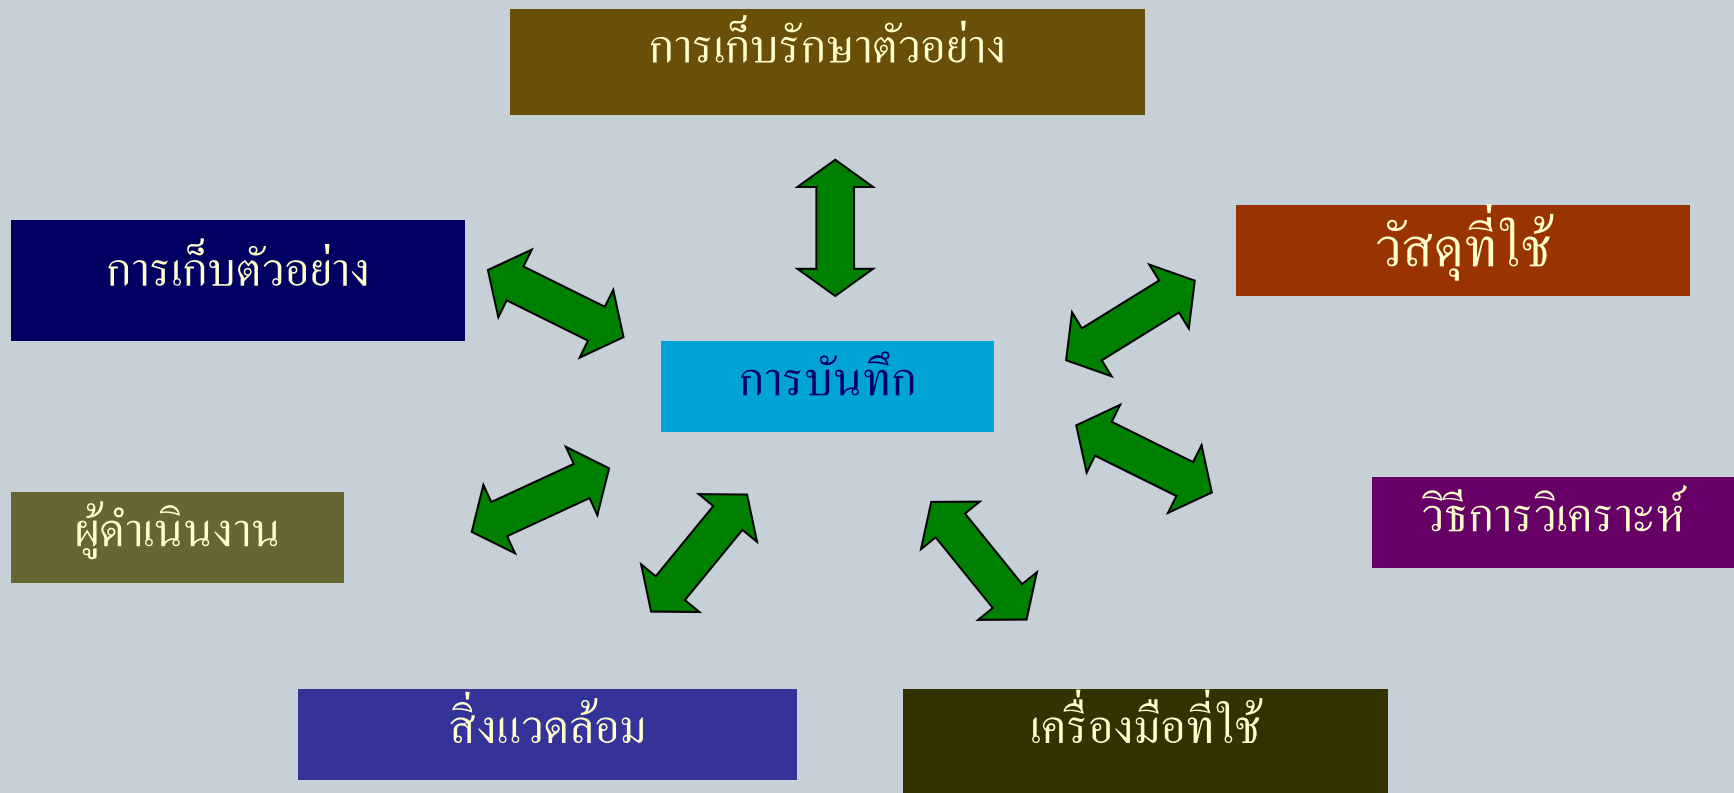 การเก็บรักษาตัวอย่าง
วัสดุที่ใช้
การเก็บตัวอย่าง
การบันทึก
วิธีการวิเคราะห์
ผู้ดำเนินงาน
สิ่งแวดล้อม
เครื่องมือที่ใช้